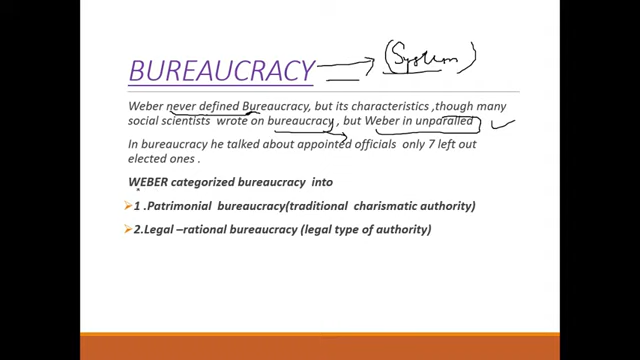 BUREAUCRACY (System)
Weber never defined Bureaucracy, but its characteristics ,though many
social scientists wrote on bureaucracy , but Weber in unparalled
In bureaucracy he talked about appointed officials only 7 left out
elected ones .
WEBER categorized bureaucracy into
1 .Patrimonial bureaucracy(traditional charismatic authority)
2.Legal –rational bureaucracy (legal type of authority)